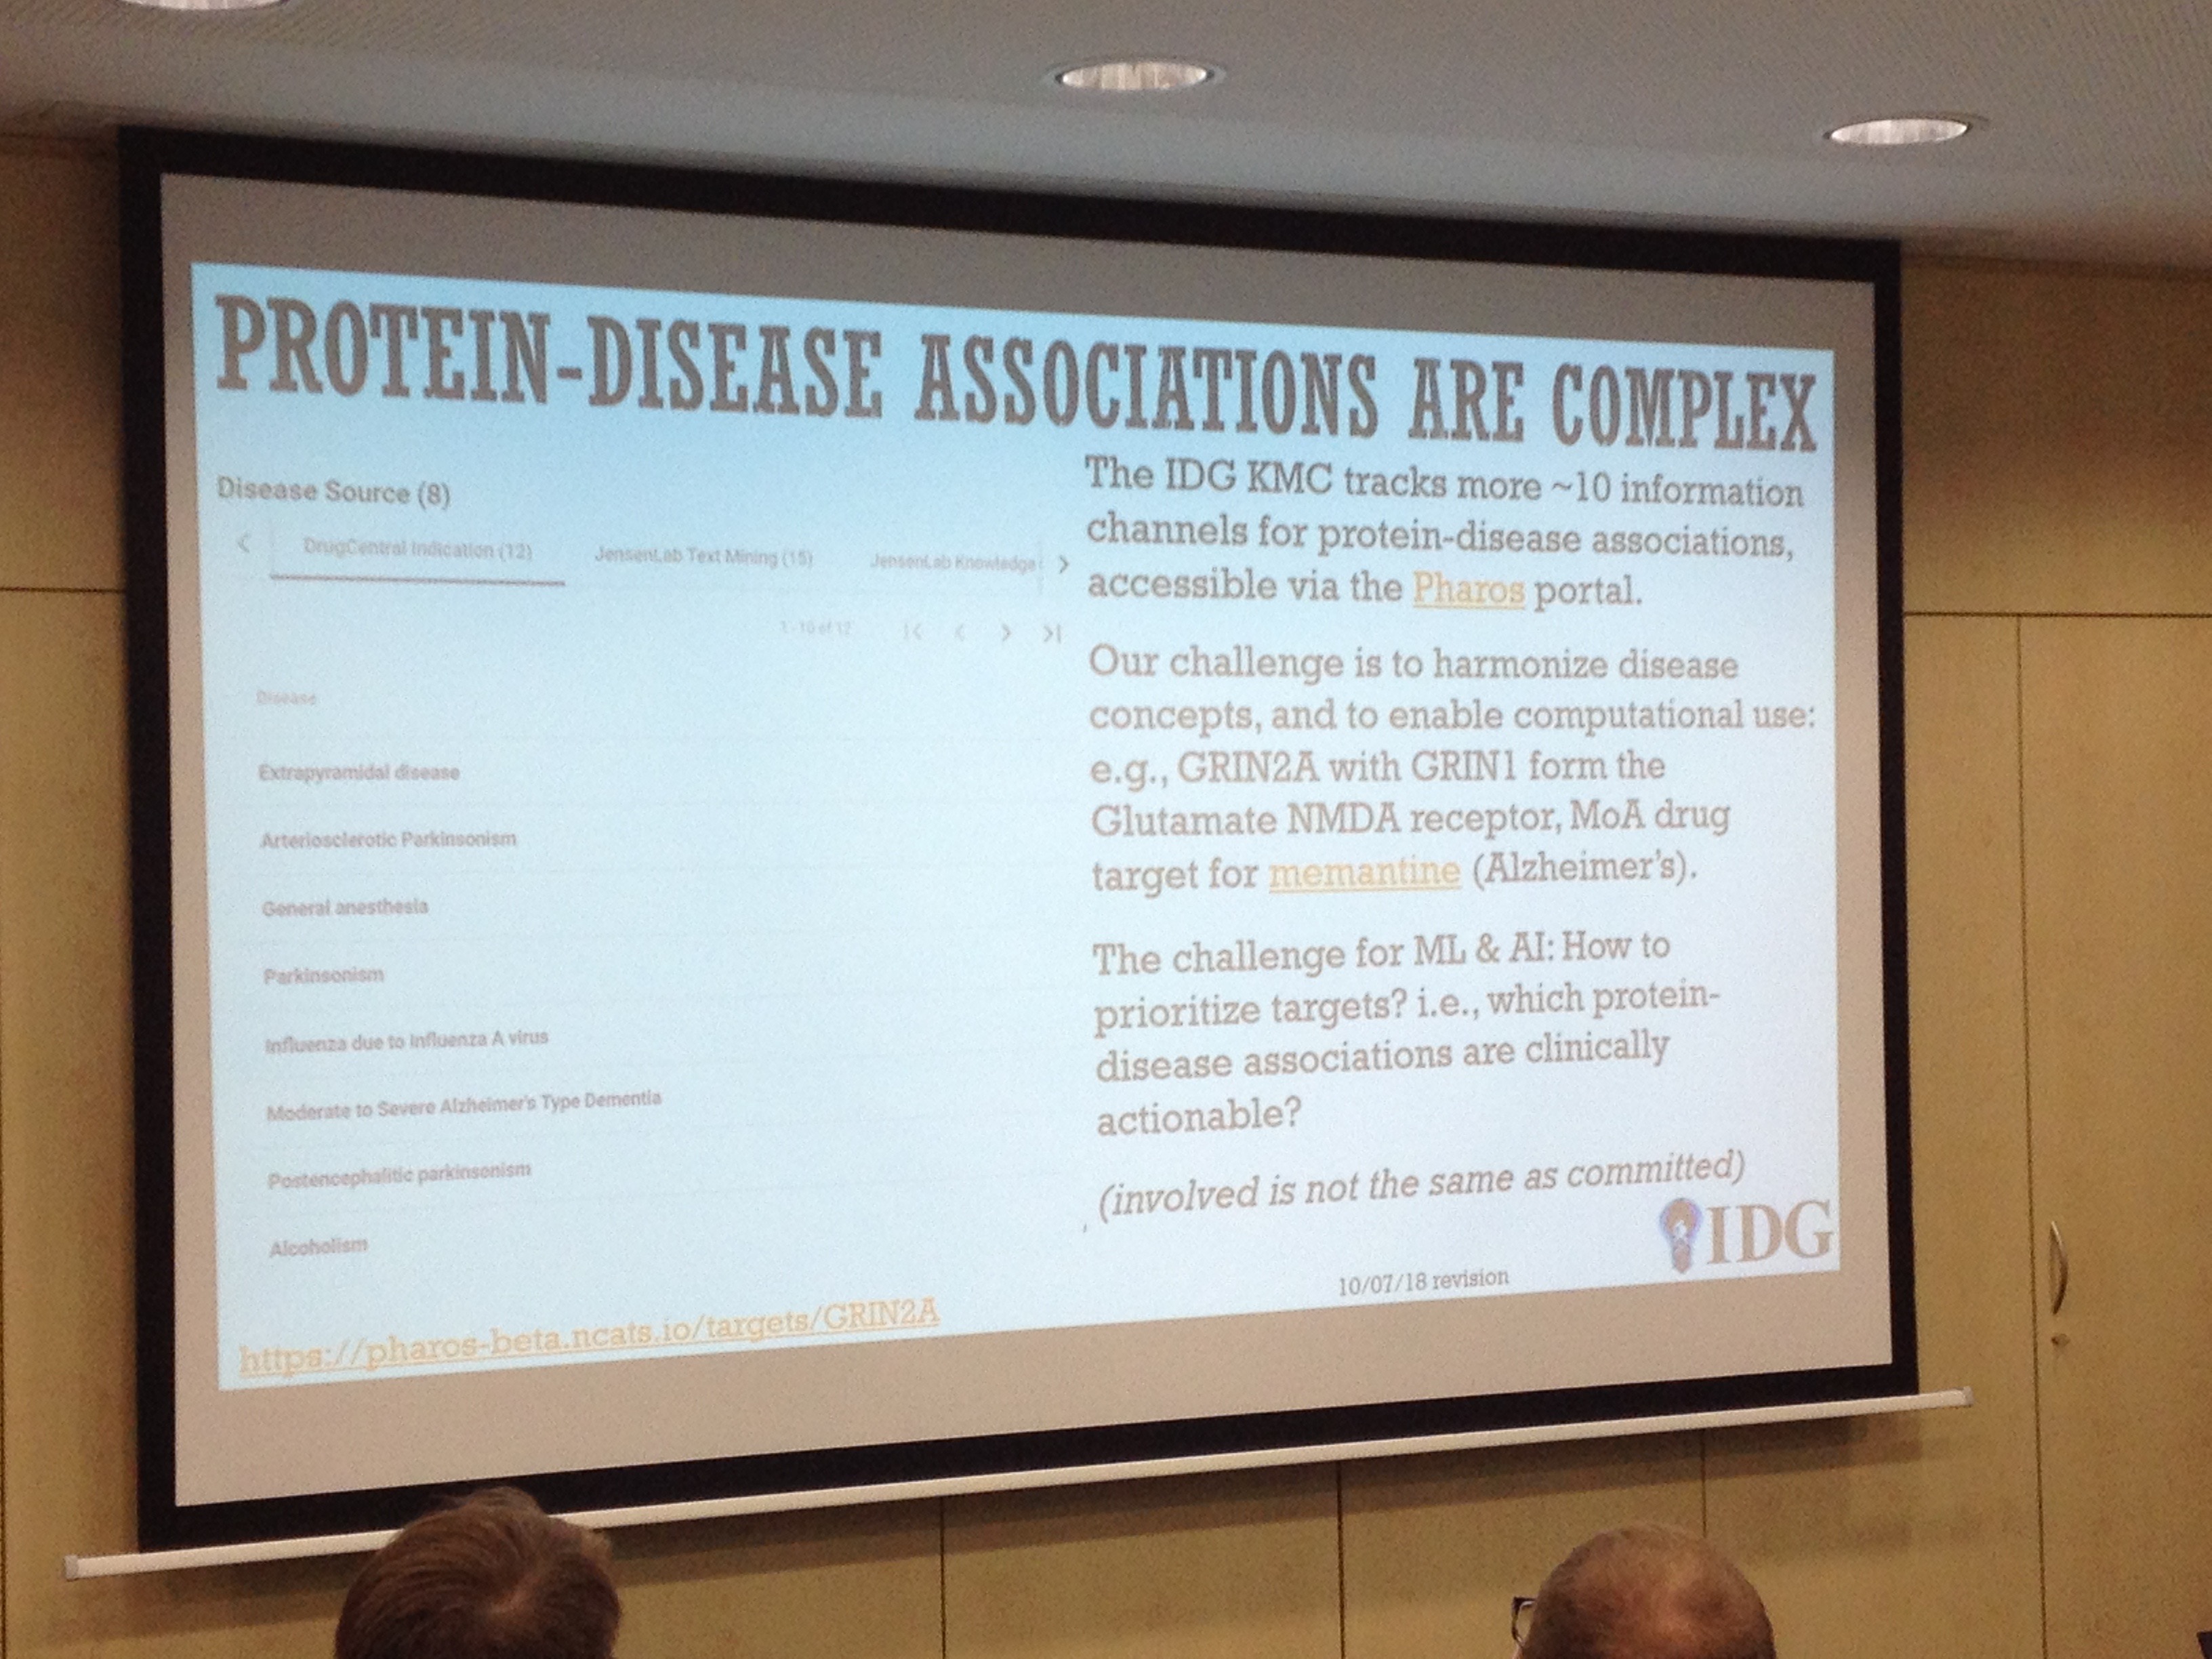 PROTEIN-DISEASE ASSOCIATIONS ARE COMPLEX
Disease Source (8)
DrugCentral Indication (12)
JensenLab Text Mining (15)
JensenLab Knowledge
Disease
Extrapyramidal disease
Arteriosclerotic Parkinsonism
General anesthesia
Parkinsonism
Influenza due to Influenza A virus
Moderate to Severe Alzheimer's Type Dementia
Postencephalitic parkinsonism
Alcoholism
https://pharos-beta.ncats.io/targets/GRIN2A
The IDG KMC tracks more ~10 information
channels for protein-disease associations,
accessible via the Pharos portal.
Our challenge is to harmonize disease
concepts, and to enable computational use:
e.g., GRIN2A with GRIN1 form the
Glutamate NMDA receptor, MoA drug
target for memantine (Alzheimer's).
The challenge for ML & AI: How to
prioritize targets? i.e., which protein-
disease associations are clinically
actionable?
(involved is not the same as committed)
IDG
10/07/18 revision